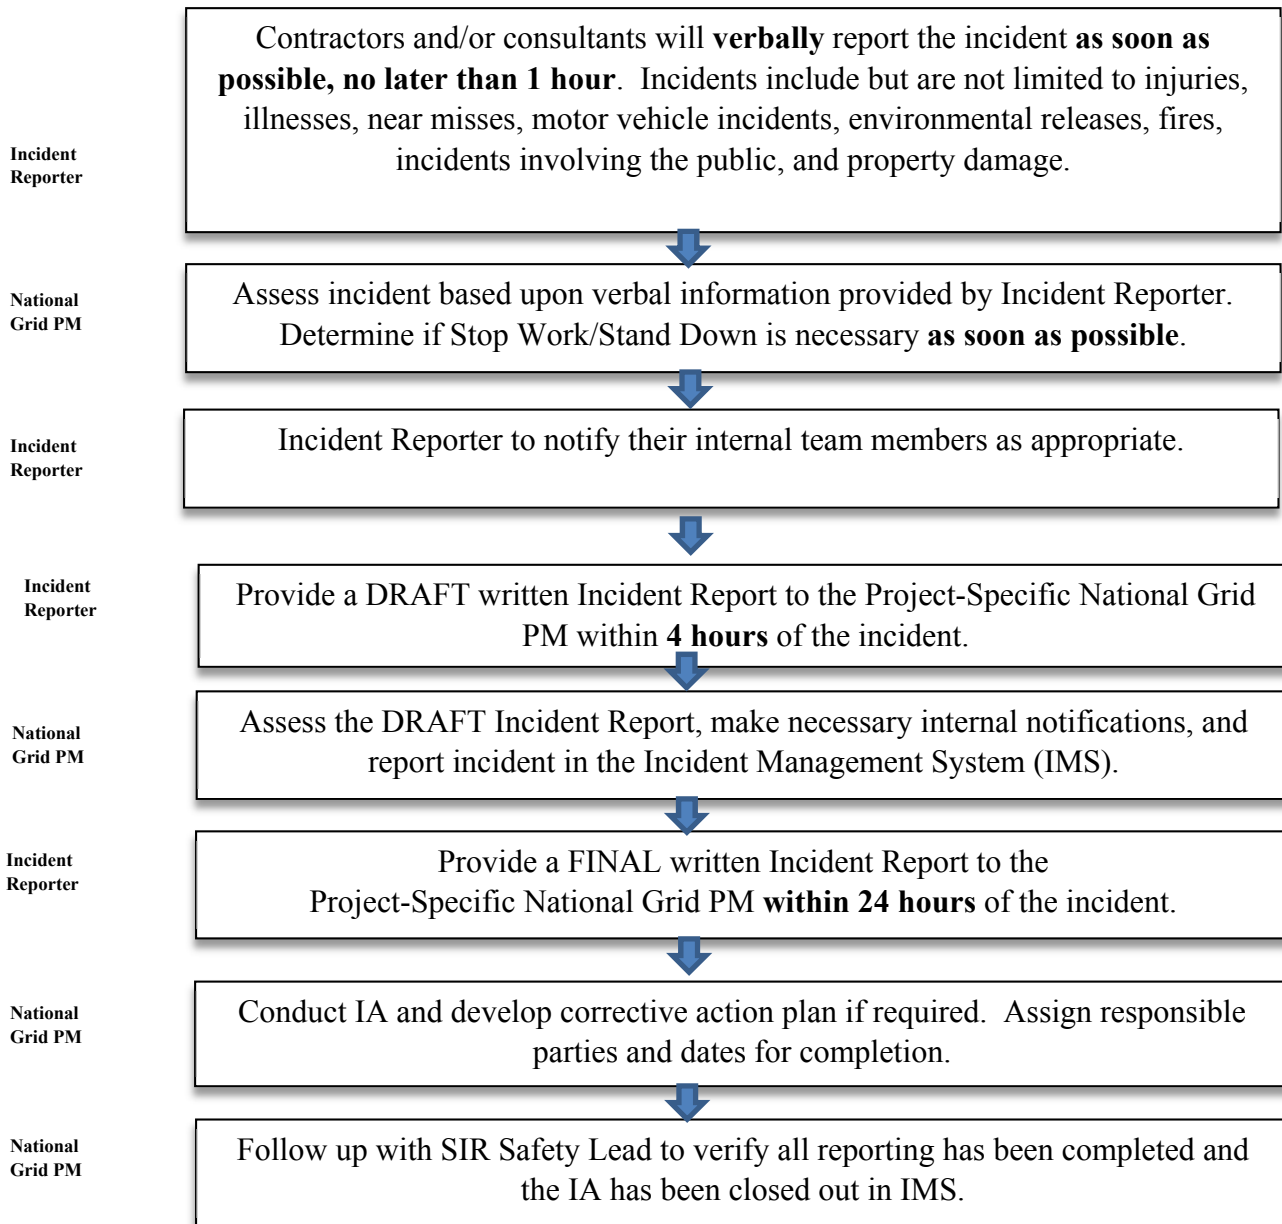 Contractors and/or consultants will verbally report the incident as soon as
possible, no later than 1 hour. Incidents include but are not limited to injuries,
illnesses, near misses, motor vehicle incidents, environmental releases, fires,
incidents involving the public, and property damage.
Incident
Reporter
National
Grid PM
Assess incident based upon verbal information provided by Incident Reporter.
Determine if Stop Work/Stand Down is necessary as soon as possible.
Incident
Reporter
Incident Reporter to notify their internal team members as appropriate.
Incident
Reporter
Provide a DRAFT written Incident Report to the Project-Specific National Grid
PM within 4 hours of the incident.
National
Grid PM
Assess the DRAFT Incident Report, make necessary internal notifications, and
report incident in the Incident Management System (IMS).
Incident
Reporter
Provide a FINAL written Incident Report to the
Project-Specific National Grid PM within 24 hours of the incident.
National
Grid PM
Conduct IA and develop corrective action plan if required. Assign responsible
parties and dates for completion.
National
Grid PM
Follow up with SIR Safety Lead to verify all reporting has been completed and
the IA has been closed out in IMS.